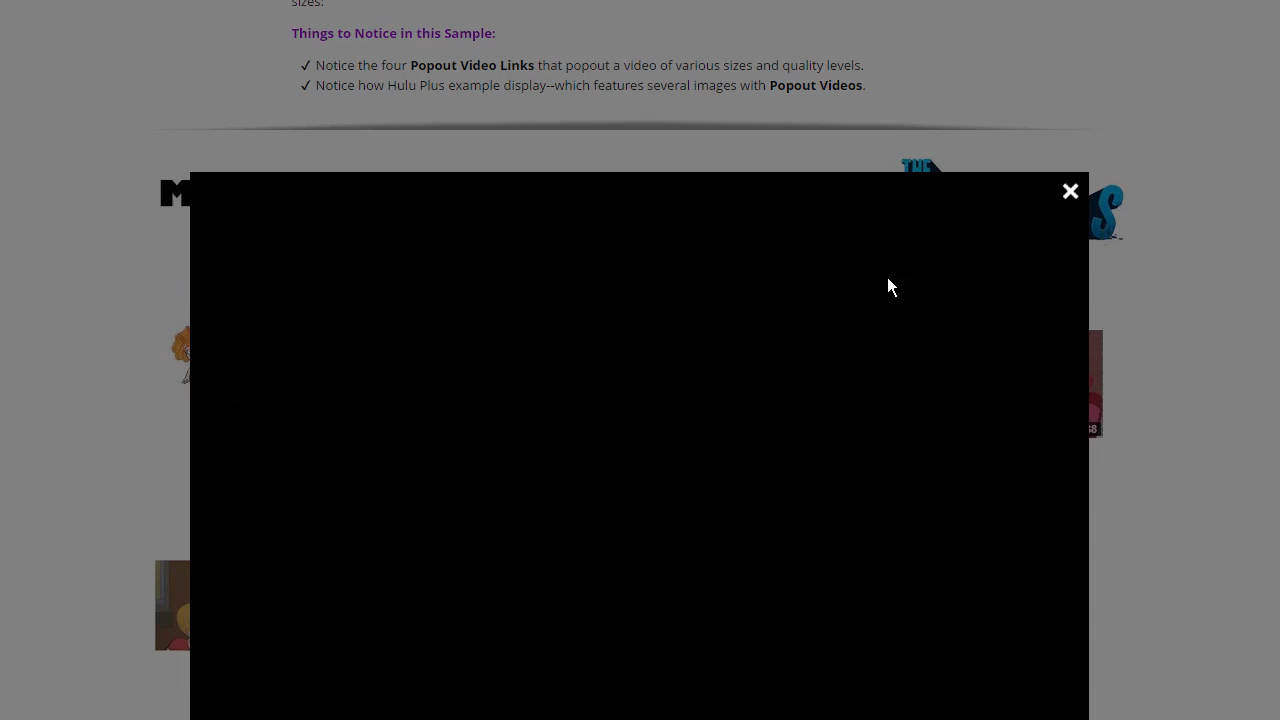 sizes:
Things to Notice in this Sample:
✓ Notice the four Popout Video Links that popout a video of various sizes and quality levels.
✓ Notice how Hulu Plus example display--which features several images with Popout Videos.
THE
M
S